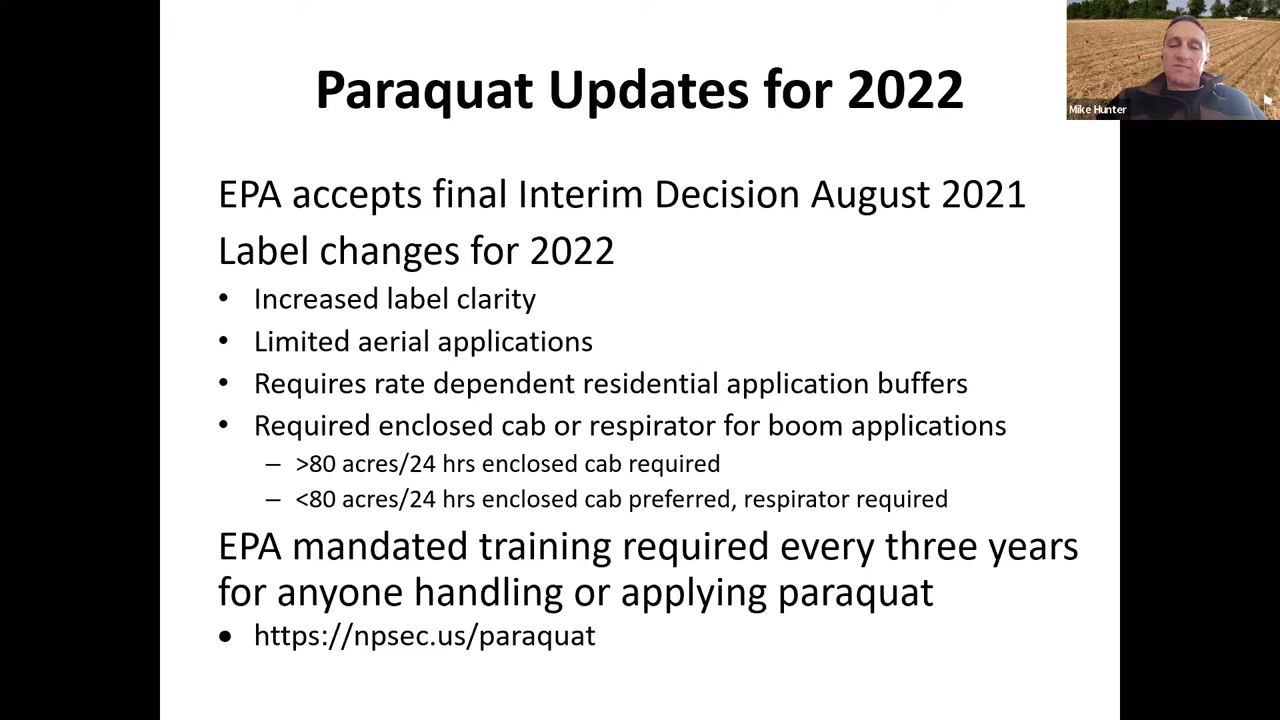 Paraquat Updates for 2022
Mike Hunter
EPA accepts final Interim Decision August 2021
Label changes for 2022
• Increased label clarity
• Limited aerial applications
• Requires rate dependent residential application buffers
• Required enclosed cab or respirator for boom applications
– >80 acres/24 hrs enclosed cab required
– <80 acres/24 hrs enclosed cab preferred, respirator required
EPA mandated training required every three years
for anyone handling or applying paraquat
• https://npsec.us/paraquat